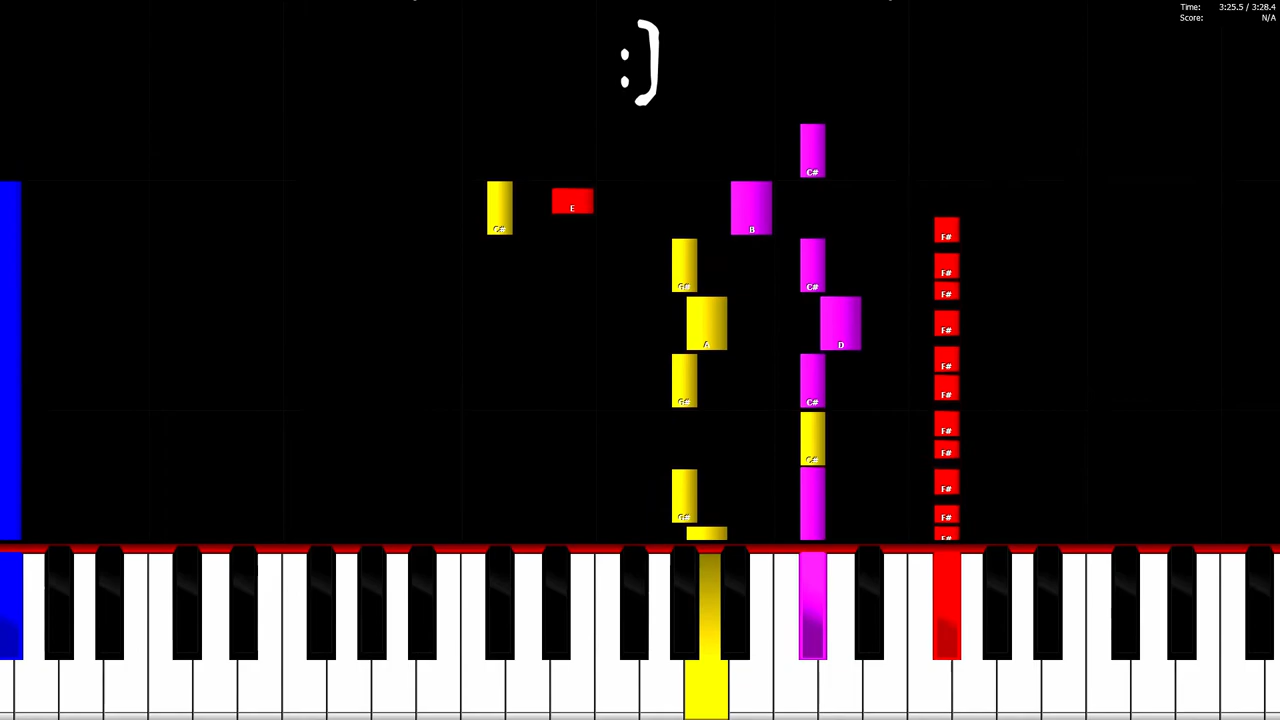 Time: 3:25.5 / 3:28.4
Score: N/A
:)
C#
C# E B
G# C# F#
F#
F#
A D F#
F#
G# C# F#
F#
C# F#
F#
G# F#
F#